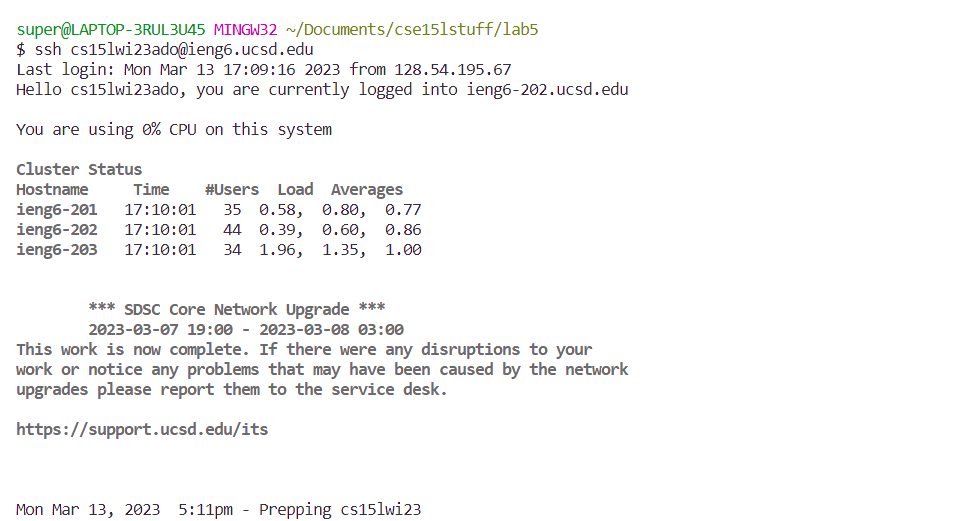 super@LAPTOP-3RUL3U45 MINGW32 ~/Documents/cse15lstuff/lab5
$ ssh cs15lwi23ado@ieng6.ucsd.edu
Last login: Mon Mar 13 17:09:16 2023 from 128.54.195.67
Hello cs15lwi23ado, you are currently logged into ieng6-202.ucsd.edu
You are using 0% CPU on this system
Cluster Status
Hostname     Time    #Users  Load  Averages
ieng6-201   17:10:01   35  0.58,  0.80,  0.77
ieng6-202   17:10:01   44  0.39,  0.60,  0.86
ieng6-203   17:10:01   34  1.96,  1.35,  1.00
*** SDSC Core Network Upgrade ***
2023-03-07 19:00 - 2023-03-08 03:00
This work is now complete. If there were any disruptions to your
work or notice any problems that may have been caused by the network
upgrades please report them to the service desk.
https://support.ucsd.edu/its
Mon Mar 13, 2023  5:11pm - Prepping cs15lwi23